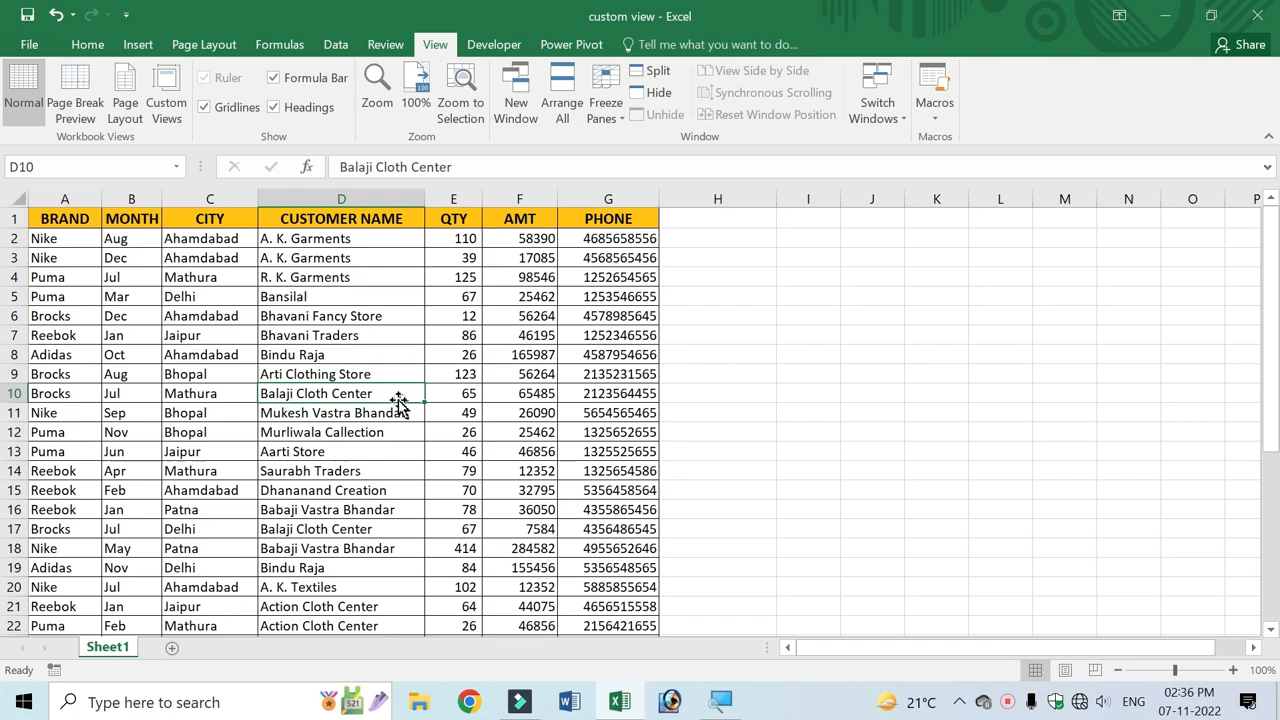 custom view - Excel
File Home Insert Page Layout Formulas Data Review View Developer Power Pivot Tell me what you want to do... Share
Normal
Page Break Preview
Page Layout
Custom Views
Workbook Views
Ruler Formula Bar
Gridlines Headings
Show
Zoom
100
100%
Zoom to Selection
Zoom
New Window
Arrange All
Freeze Panes
Split
Hide
Unhide
View Side by Side
Synchronous Scrolling
Reset Window Position
Window
Switch Windows
Macros
Macros
D10 fx Balaji Cloth Center
A B C D E F G H I J K L M N O P
1 BRAND MONTH CITY CUSTOMER NAME QTY AMT PHONE
2 Nike Aug Ahamdabad A. K. Garments 110 58390 4685658556
3 Nike Dec Ahamdabad A. K. Garments 39 17085 4568565456
4 Puma Jul Mathura R. K. Garments 125 98546 1252654565
5 Puma Mar Delhi Bansilal 67 25462 1253546655
6 Brocks Dec Ahamdabad Bhavani Fancy Store 12 56264 4578985645
7 Reebok Jan Jaipur Bhavani Traders 86 46195 1252346556
8 Adidas Oct Ahamdabad Bindu Raja 26 165987 4587954656
9 Brocks Aug Bhopal Arti Clothing Store 123 56264 2135231565
10 Brocks Jul Mathura Balaji Cloth Center 65 65485 2123564455
11 Nike Sep Bhopal Mukesh Vastra Bhandar 49 26090 5654565465
12 Puma Nov Bhopal Murliwala Callection 26 25462 1325652655
13 Puma Jun Jaipur Aarti Store 46 46856 1325525655
14 Reebok Apr Mathura Saurabh Traders 79 12352 1325654586
15 Reebok Feb Ahamdabad Dhananand Creation 70 32795 5356458564
16 Reebok Jan Patna Babaji Vastra Bhandar 78 36050 4355865456
17 Brocks Jul Delhi Balaji Cloth Center 67 7584 4356486545
18 Nike May Patna Babaji Vastra Bhandar 414 284582 4955652646
19 Adidas Nov Delhi Bindu Raja 84 155456 5356548565
20 Nike Jul Ahamdabad A. K. Textiles 102 12352 5885855654
21 Reebok Jan Jaipur Action Cloth Center 64 44075 4656515558
22 Puma Feb Mathura Action Cloth Center 26 46856 2156421655
Sheet1
Ready 100%
Type here to search 21°C ENG 02:36 PM
07-11-2022